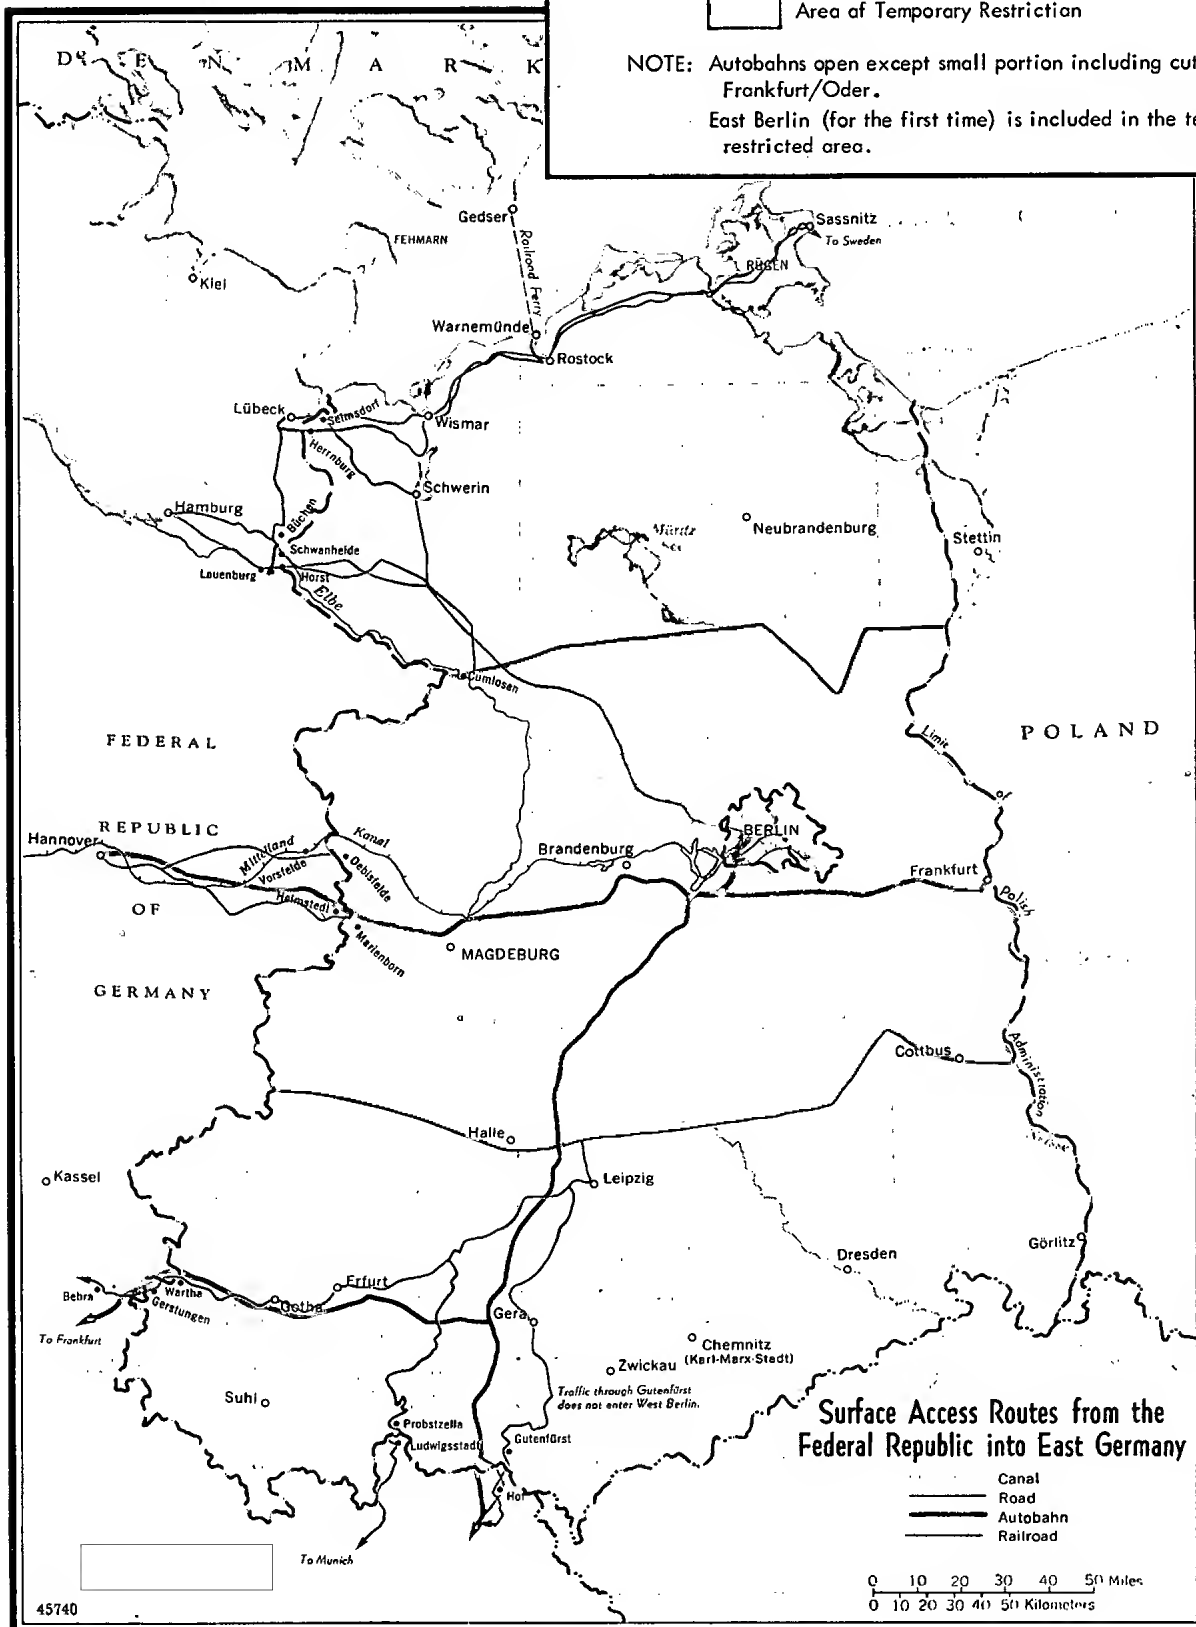 Area of Temporary Restriction
NOTE: Autobahns open except small portion including cut
Frankfurt/Oder.
East Berlin (for the first time) is included in the te
restricted area.
D E N M A R K
Gedser
Sassnitz
To Sweden
FEHMARN
Railroad Ferry
RÜGEN
Kiel
Warnemünde
Rostock
Lübeck
Selmsdorf
Wismar
Herrnburg
Schwerin
Hamburg
Büchen
Neubrandenburg
Müritz
See
Stettin
Schwanheide
Lauenburg
Horst
Elbe
Cumlosen
POLAND
Limit
FEDERAL
REPUBLIC
OF
GERMANY
Hannover
Mittelland
Kanal
Vorsfelde
Oebisfelde
Helmstedt
Marienborn
Brandenburg
BERLIN
Frankfurt
Polish
MAGDEBURG
Cottbus
Administration
Halle
Kassel
Leipzig
Görlitz
Dresden
Erfurt
Bebra
Wartha
Gotha
Gerstungen
Gera
To Frankfurt
Chemnitz
(Karl-Marx-Stadt)
Zwickau
Suhl
Traffic through Gutenfürst
does not enter West Berlin.
Probstzella
Ludwigsstadt
Gutenfürst
Hof
To Munich
Surface Access Routes from the
Federal Republic into East Germany
Canal
Road
Autobahn
Railroad
0 10 20 30 40 50 Miles
0 10 20 30 40 50 Kilometers
45740